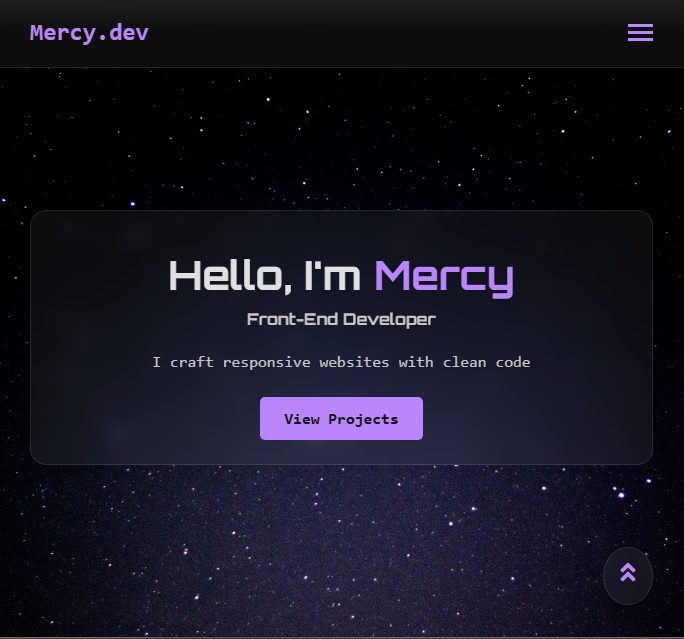 Mercy.dev
Hello, I'm Mercy
Front-End Developer
I craft responsive websites with clean code
View Projects